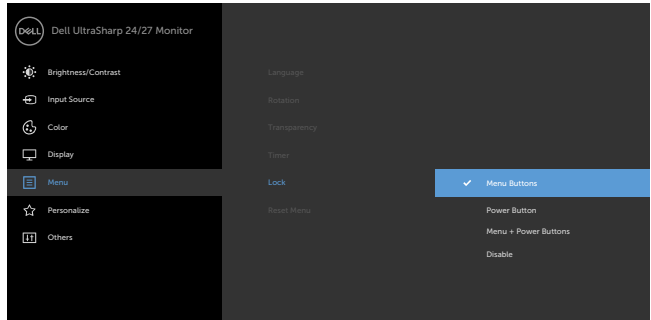 DELL Dell UltraSharp 24/27 Monitor
Brightness/Contrast
Input Source
Color
Display
Menu
Personalize
Others
Language
Rotation
Transparency
Timer
Lock
Reset Menu
Menu Buttons
Power Button
Menu + Power Buttons
Disable